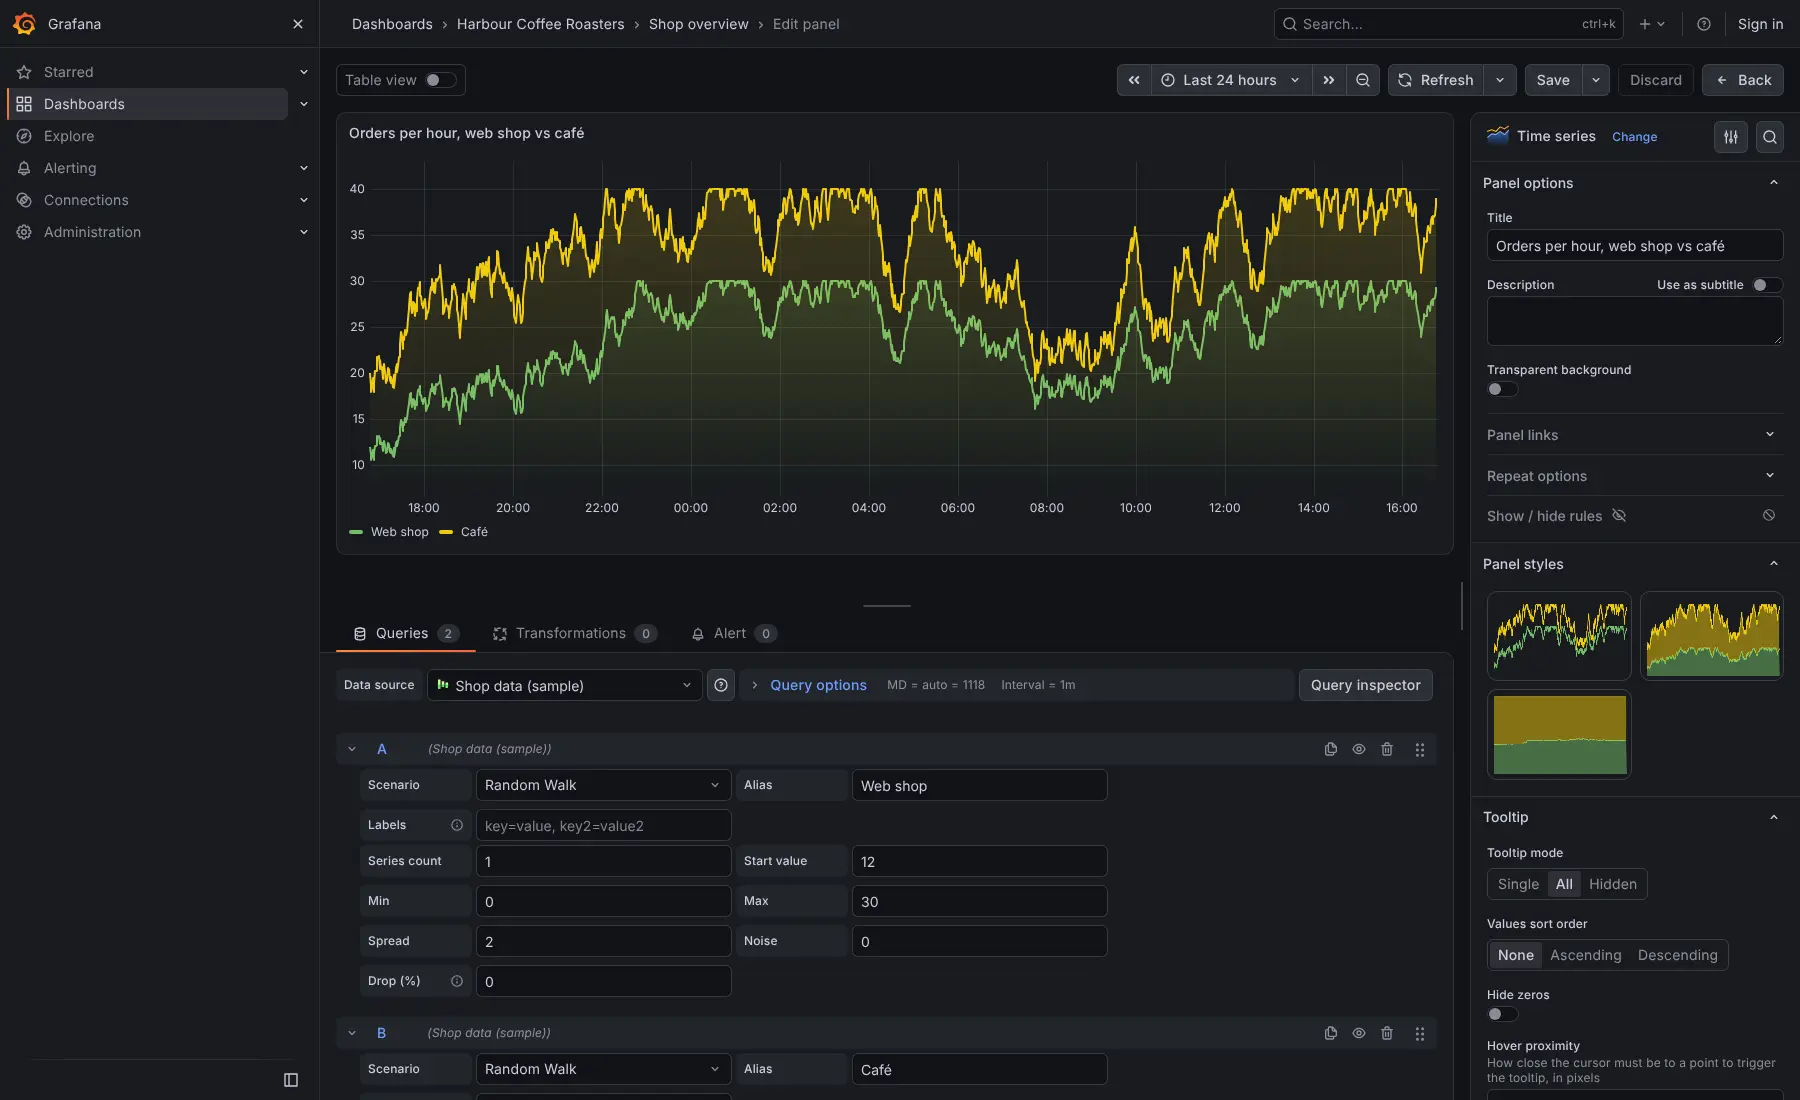 Grafana
Dashboards › Harbour Coffee Roasters › Shop overview › Edit panel
Search...
ctrl+k
Sign in
Starred
Dashboards
Explore
Alerting
Connections
Administration
Table view
Last 24 hours
Refresh
Save
Discard
Back
Orders per hour, web shop vs café
40
35
30
25
20
15
10
18:00 20:00 22:00 00:00 02:00 04:00 06:00 08:00 10:00 12:00 14:00 16:00
Web shop Café
Queries 2
Transformations 0
Alert 0
Data source
Shop data (sample)
Query options MD = auto = 1118 Interval = 1m
Query inspector
A (Shop data (sample))
Scenario Random Walk Alias Web shop
Labels key=value, key2=value2
Series count 1 Start value 12
Min 0 Max 30
Spread 2 Noise 0
Drop (%) 0
B (Shop data (sample))
Scenario Random Walk Alias Café
Time series Change
Panel options
Title
Orders per hour, web shop vs café
Description Use as subtitle
Transparent background
Panel links
Repeat options
Show / hide rules
Panel styles
Tooltip
Tooltip mode
Single All Hidden
Values sort order
None Ascending Descending
Hide zeros
Hover proximity
How close the cursor must be to a point to trigger
the tooltip, in pixels